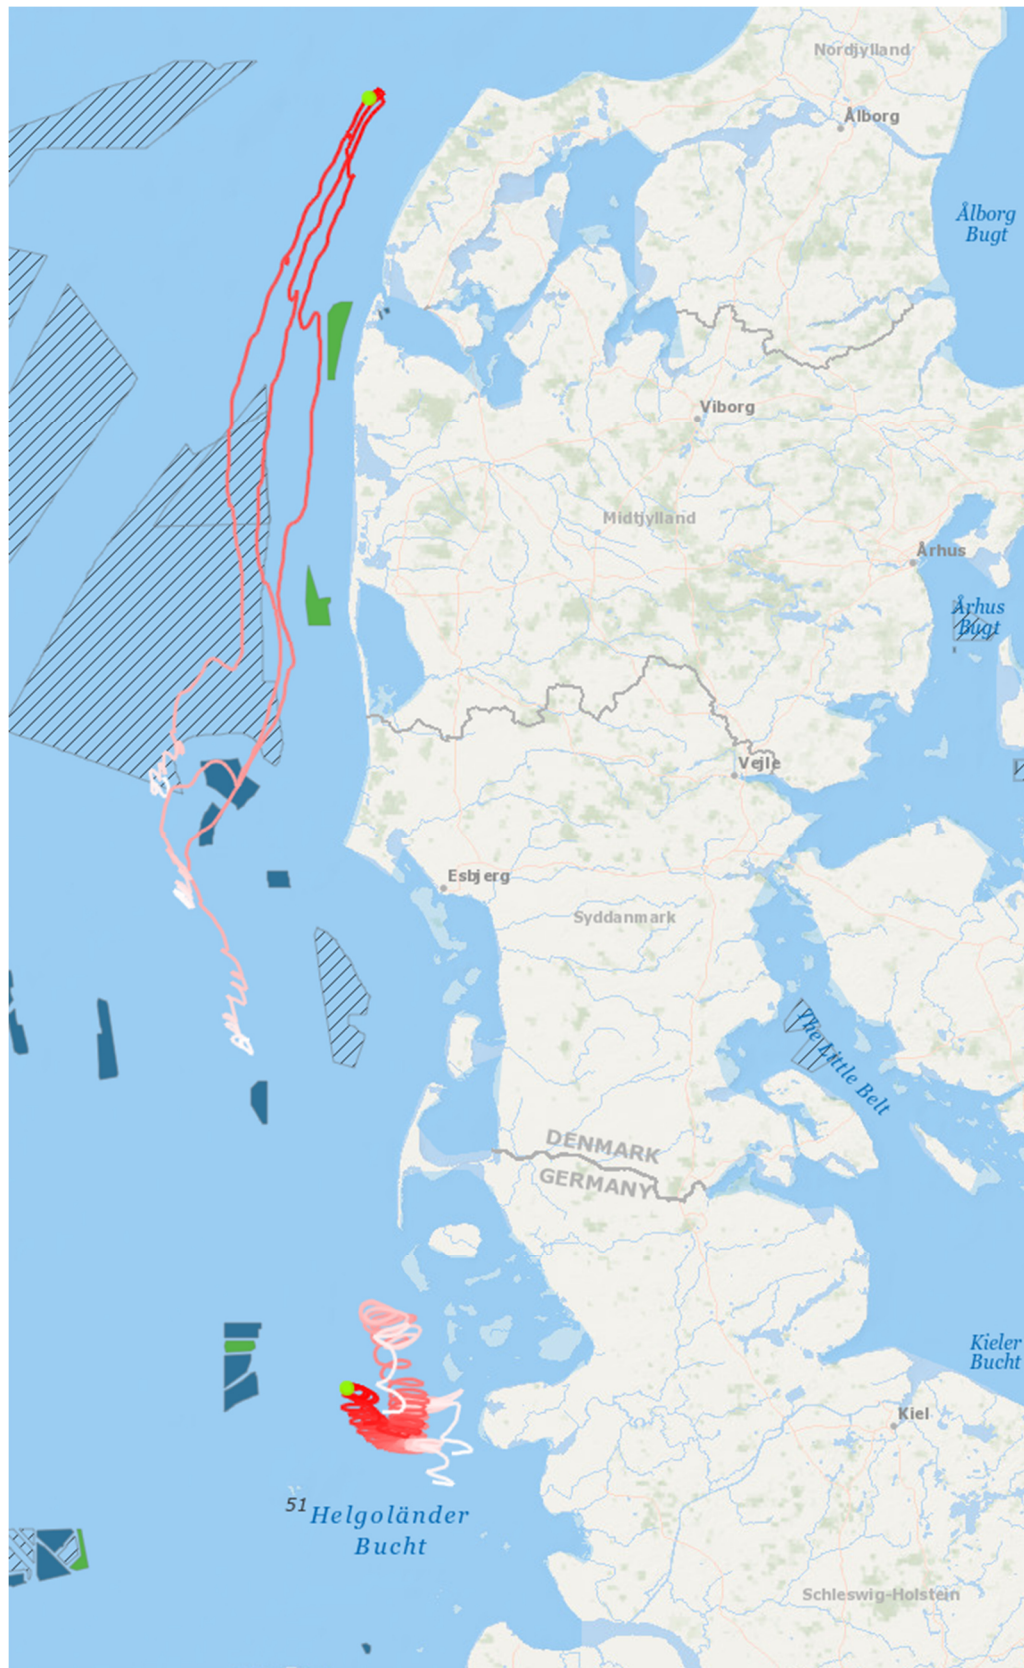 Nordjylland
Ålborg
Ålborg
Bugt
Viborg
Midtjylland
Århus
Århus
Bugt
Vejle
Esbjerg
Syddanmark
The Little Belt
DENMARK
GERMANY
Kieler
Bucht
Kiel
51
Helgoländer
Bucht
Schleswig-Holstein